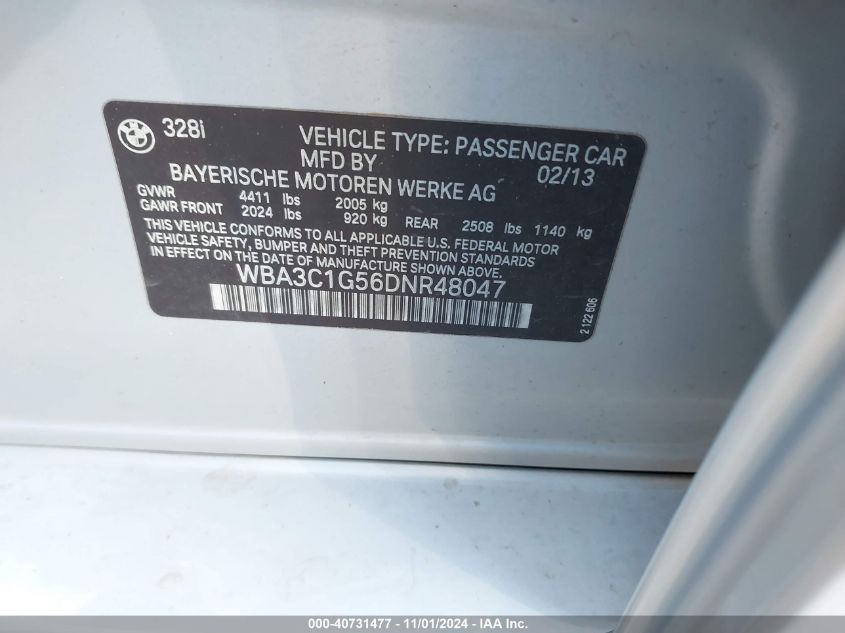 328i
VEHICLE TYPE: PASSENGER CAR
MFD BY 02/13
BAYERISCHE MOTOREN WERKE AG
GVWR 4411 lbs 2005 kg
GAWR FRONT 2024 lbs 920 kg REAR 2508 lbs 1140 kg
THIS VEHICLE CONFORMS TO ALL APPLICABLE U.S. FEDERAL MOTOR
VEHICLE SAFETY, BUMPER AND THEFT PREVENTION STANDARDS
IN EFFECT ON THE DATE OF MANUFACTURE SHOWN ABOVE.
WBA3C1G56DNR48047
2 122 606
000-40731477 - 11/01/2024 - IAA Inc.